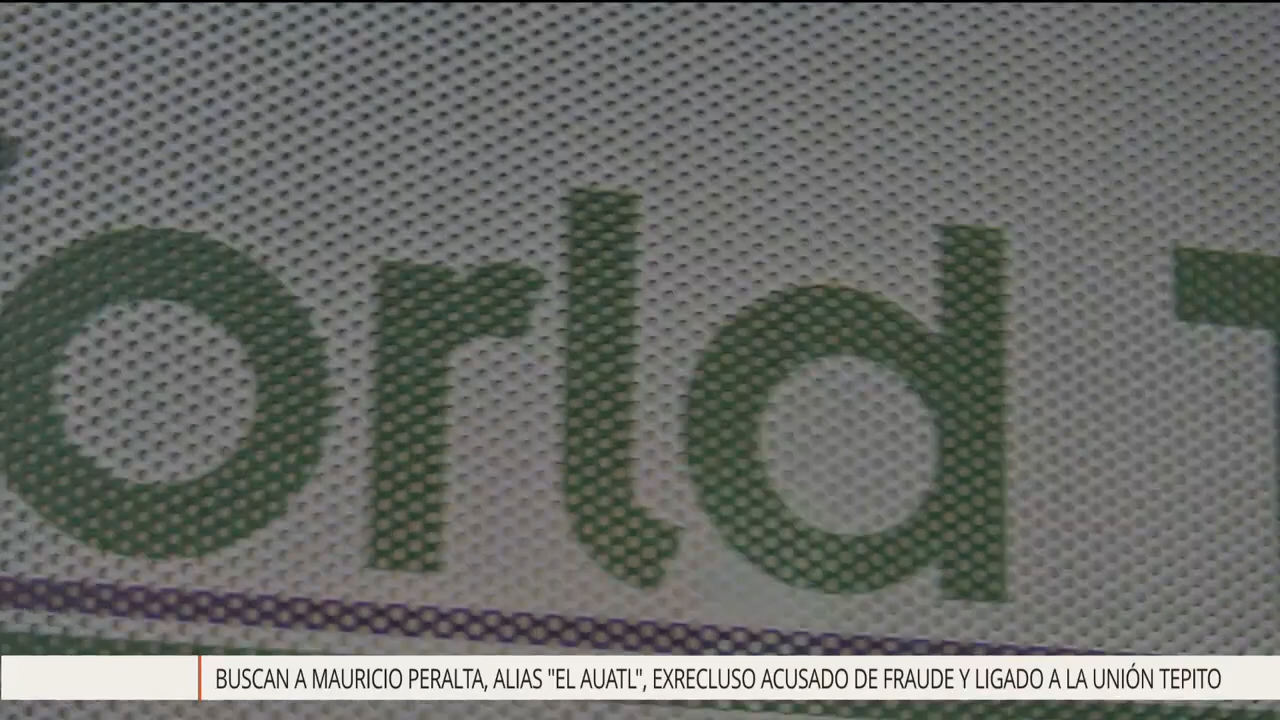 orld T
BUSCAN A MAURICIO PERALTA, ALIAS "EL AUATL", EXRECLUSO ACUSADO DE FRAUDE Y LIGADO A LA UNIÓN TEPITO